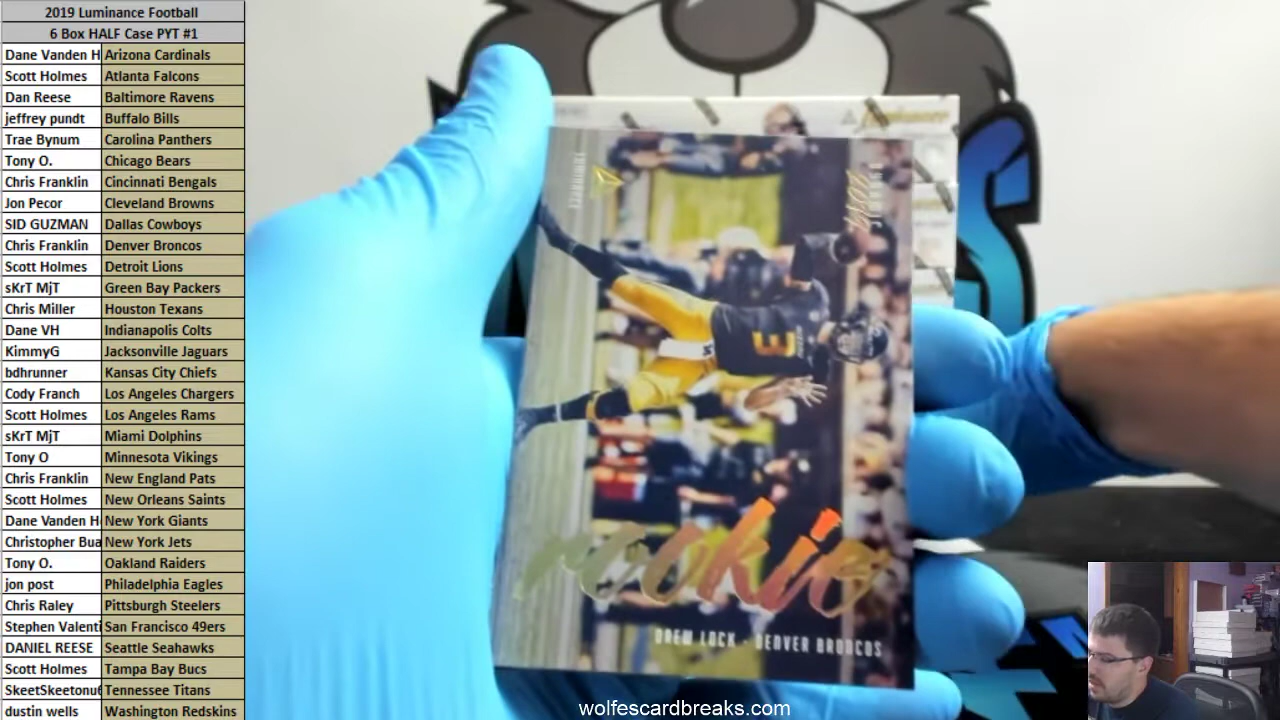 2019 Luminance Football
6 Box HALF Case PYT #1
Dane Vanden H Arizona Cardinals
Scott Holmes Atlanta Falcons
Dan Reese Baltimore Ravens
jeffrey pundt Buffalo Bills
Trae Bynum Carolina Panthers
Tony O. Chicago Bears
Chris Franklin Cincinnati Bengals
Jon Pecor Cleveland Browns
SID GUZMAN Dallas Cowboys
Chris Franklin Denver Broncos
Scott Holmes Detroit Lions
sKrT MjT Green Bay Packers
Chris Miller Houston Texans
Dane VH Indianapolis Colts
KimmyG Jacksonville Jaguars
bdhrunner Kansas City Chiefs
Cody Franch Los Angeles Chargers
Scott Holmes Los Angeles Rams
sKrT MjT Miami Dolphins
Tony O Minnesota Vikings
Chris Franklin New England Pats
Scott Holmes New Orleans Saints
Dane Vanden H New York Giants
Christopher Bua New York Jets
Tony O. Oakland Raiders
jon post Philadelphia Eagles
Chris Raley Pittsburgh Steelers
Stephen Valenti San Francisco 49ers
DANIEL REESE Seattle Seahawks
Scott Holmes Tampa Bay Bucs
SkeetSkeetonu Tennessee Titans
dustin wells Washington Redskins
3
rookie
DREW LOCK - DENVER BRONCOS
wolfescardbreaks.com